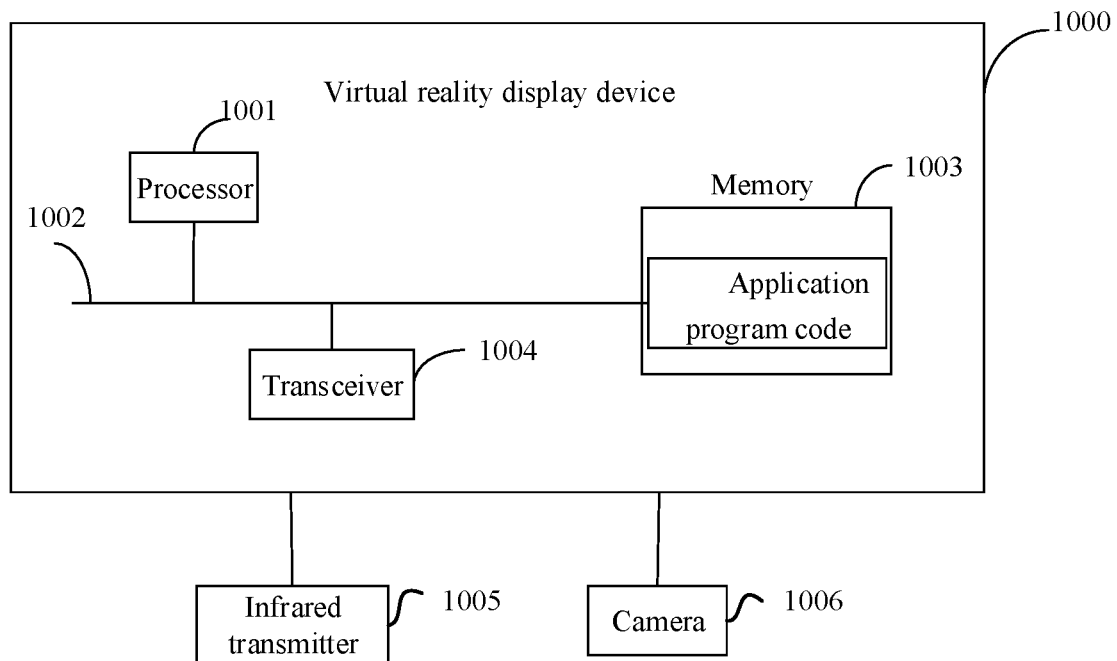 1000
Virtual reality display device
1001
Processor
1003
Memory
1002
Application
program code
1004
Transceiver
1005
Infrared
transmitter
1006
Camera